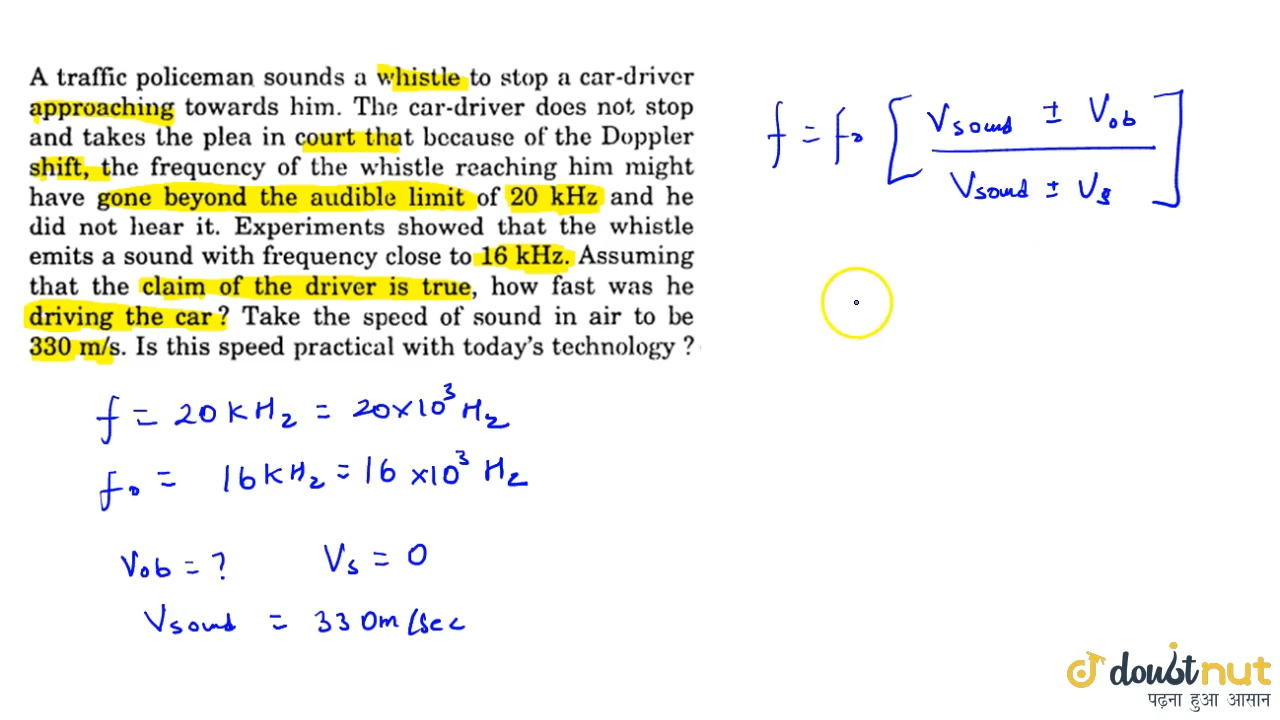 A traffic policeman sounds a whistle to stop a car-driver
approaching towards him. The car-driver does not stop
and takes the plea in court that because of the Doppler
shift, the frequency of the whistle reaching him might
have gone beyond the audible limit of 20 kHz and he
did not hear it. Experiments showed that the whistle
emits a sound with frequency close to 16 kHz. Assuming
that the claim of the driver is true, how fast was he
driving the car ? Take the speed of sound in air to be
330 m/s. Is this speed practical with today's technology ?
f = 20 KHz = 20×10³ Hz
f₀ = 16 KHz = 16 ×10³ Hz
Vob = ? Vs = 0
Vsound = 330m/sec
f = f₀ [ Vsound ± Vob / Vsound ± Vs ]
doubtnut
पढ़ना हुआ आसान